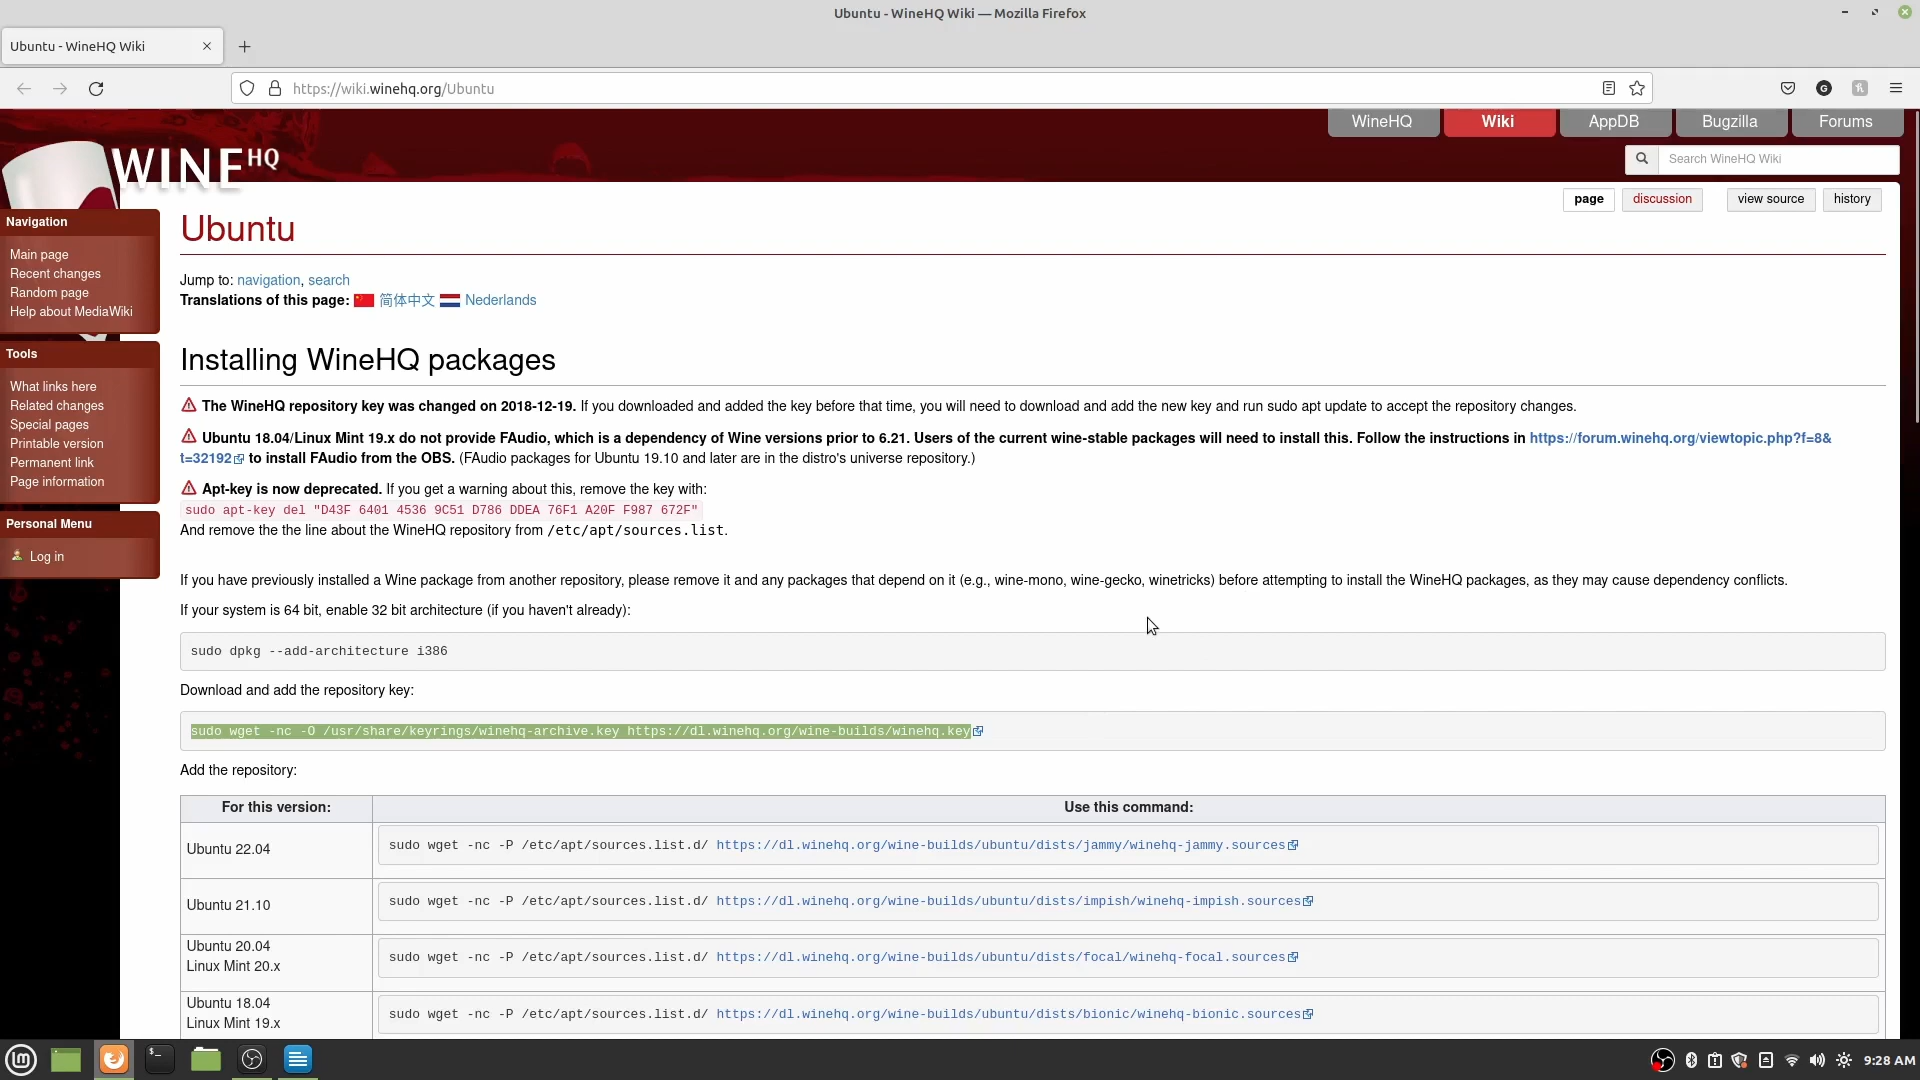 Ubuntu - WineHQ Wiki — Mozilla Firefox
Ubuntu - WineHQ Wiki
https://wiki.winehq.org/Ubuntu
WineHQ
Wiki
AppDB
Bugzilla
Forums
WINE HQ
Search WineHQ Wiki
page
discussion
view source
history
Navigation
Main page
Recent changes
Random page
Help about MediaWiki
Tools
What links here
Related changes
Special pages
Printable version
Permanent link
Page information
Personal Menu
Log in
Ubuntu
Jump to: navigation, search
Translations of this page: 简体中文 Nederlands
Installing WineHQ packages
The WineHQ repository key was changed on 2018-12-19. If you downloaded and added the key before that time, you will need to download and add the new key and run sudo apt update to accept the repository changes.
Ubuntu 18.04/Linux Mint 19.x do not provide FAudio, which is a dependency of Wine versions prior to 6.21. Users of the current wine-stable packages will need to install this. Follow the instructions in https://forum.winehq.org/viewtopic.php?f=8&
t=32192 to install FAudio from the OBS. (FAudio packages for Ubuntu 19.10 and later are in the distro's universe repository.)
Apt-key is now deprecated. If you get a warning about this, remove the key with:
sudo apt-key del "D43F 6401 4536 9C51 D786 DDEA 76F1 A20F F987 672F"
And remove the the line about the WineHQ repository from /etc/apt/sources.list.
If you have previously installed a Wine package from another repository, please remove it and any packages that depend on it (e.g., wine-mono, wine-gecko, winetricks) before attempting to install the WineHQ packages, as they may cause dependency conflicts.
If your system is 64 bit, enable 32 bit architecture (if you haven't already):
sudo dpkg --add-architecture i386
Download and add the repository key:
sudo wget -nc -O /usr/share/keyrings/winehq-archive.key https://dl.winehq.org/wine-builds/winehq.key
Add the repository:
For this version:
Use this command:
Ubuntu 22.04
sudo wget -nc -P /etc/apt/sources.list.d/ https://dl.winehq.org/wine-builds/ubuntu/dists/jammy/winehq-jammy.sources
Ubuntu 21.10
sudo wget -nc -P /etc/apt/sources.list.d/ https://dl.winehq.org/wine-builds/ubuntu/dists/impish/winehq-impish.sources
Ubuntu 20.04
Linux Mint 20.x
sudo wget -nc -P /etc/apt/sources.list.d/ https://dl.winehq.org/wine-builds/ubuntu/dists/focal/winehq-focal.sources
Ubuntu 18.04
Linux Mint 19.x
sudo wget -nc -P /etc/apt/sources.list.d/ https://dl.winehq.org/wine-builds/ubuntu/dists/bionic/winehq-bionic.sources
9:28 AM